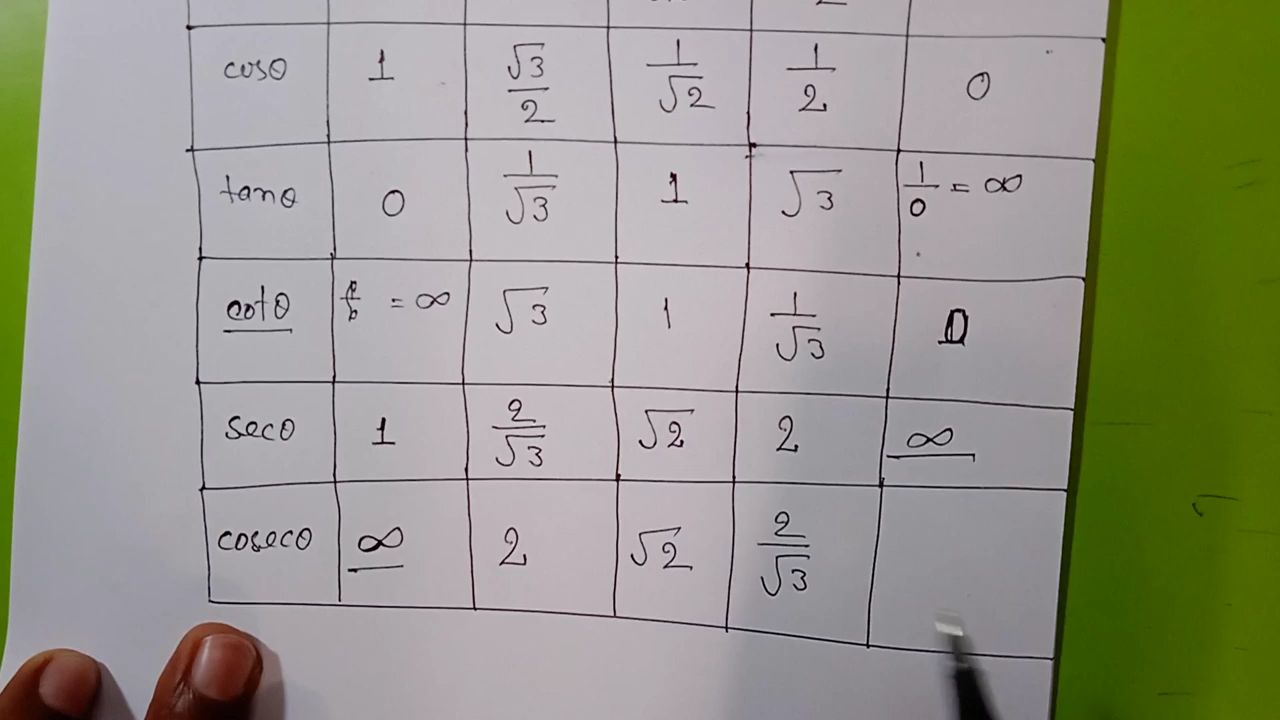 cosθ 1 √3/2 1/√2 1/2 0
tanθ 0 1/√3 1 √3 1/0 = ∞
cotθ = ∞ √3 1 1/√3 0
secθ 1 2/√3 √2 2 ∞
cosecθ ∞ 2 √2 2/√3